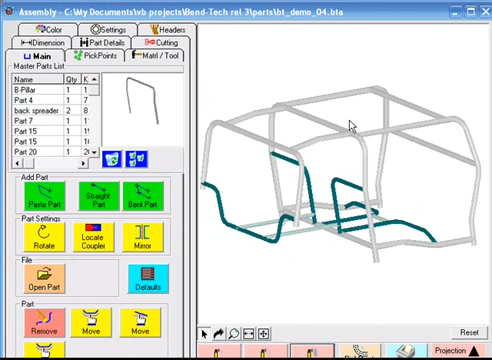 Assembly - C:\My Documents\vb projects\Bend-Tech rel 3\parts\bt_demo_04.bta
Color
Settings
Headers
Dimension
Part Details
Cutting
Main
PickPoints
Matl / Tool
Master Parts List
Name Qty
B-Pillar 1
Part 4 1 7
back spreader 2 8
Part 7 1
Part 15 1
Part 15 1
Part 20 1
Add Part
Paste Part
Straight Part
Bent Part
Part Settings
Rotate
Locate Coupler
Mirror
File
Open Part
Defaults
Part
Remove
Move
Move
Reset
Projection